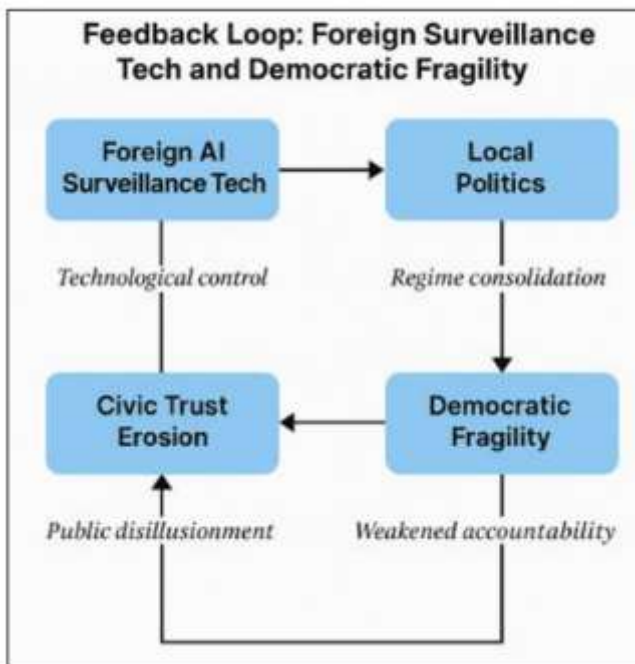 Feedback Loop: Foreign Surveillance
Tech and Democratic Fragility
Foreign AI
Surveillance Tech
Local
Politics
Technological control
Regime consolidation
Civic Trust
Erosion
Democratic
Fragility
Public disillusionment
Weakened accountability